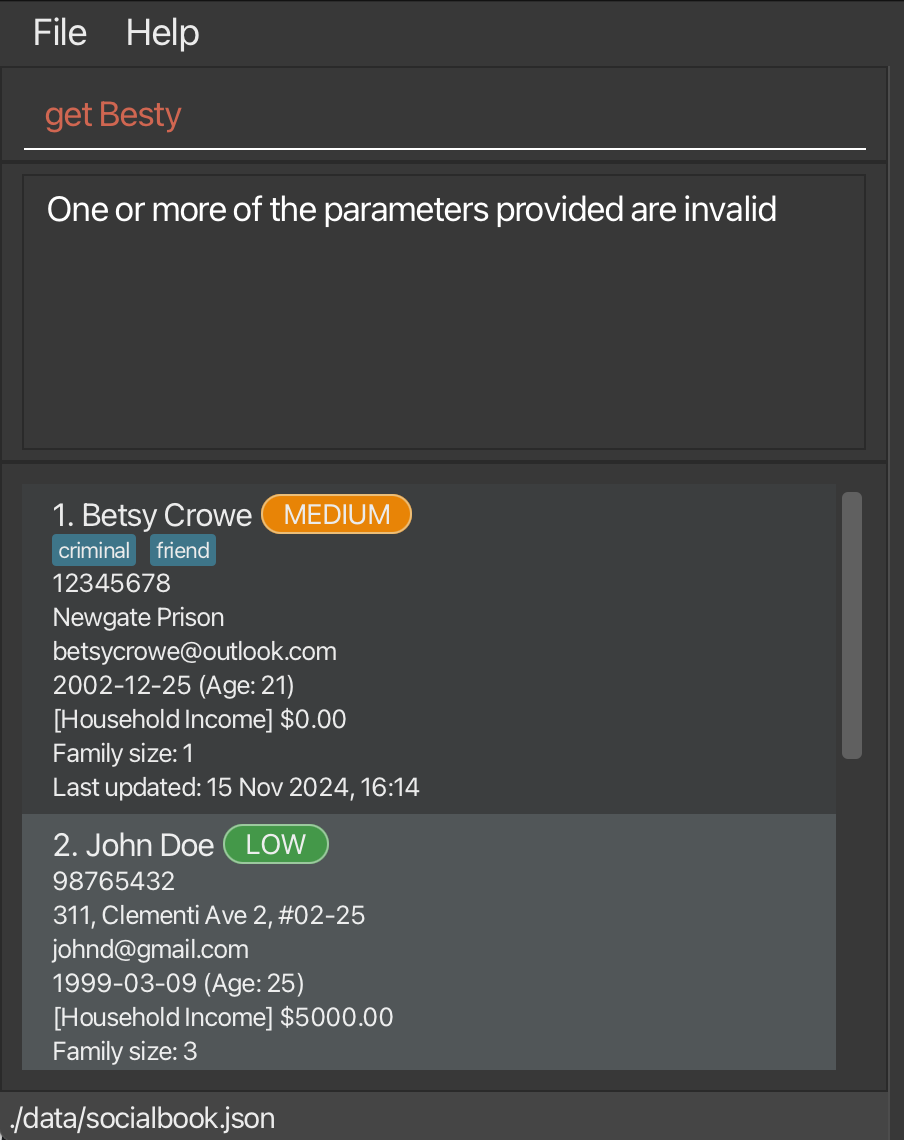 File Help
get Besty
One or more of the parameters provided are invalid
1. Betsy Crowe MEDIUM
criminal friend
12345678
Newgate Prison
betsycrowe@outlook.com
2002-12-25 (Age: 21)
[Household Income] $0.00
Family size: 1
Last updated: 15 Nov 2024, 16:14
2. John Doe LOW
98765432
311, Clementi Ave 2, #02-25
johnd@gmail.com
1999-03-09 (Age: 25)
[Household Income] $5000.00
Family size: 3
./data/socialbook.json